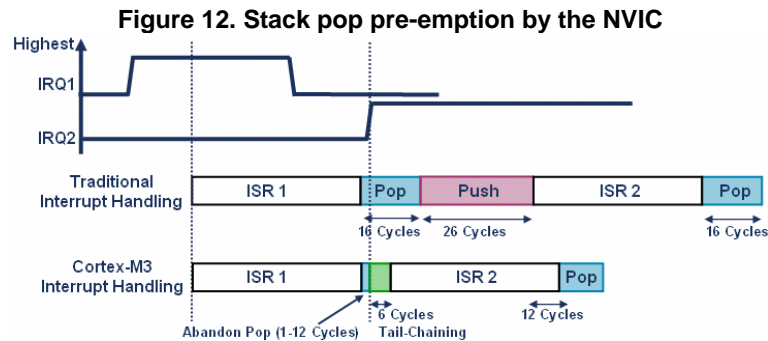 Figure 12. Stack pop pre-emption by the NVIC
Highest
IRQ1
IRQ2
Traditional
Interrupt Handling
ISR 1
Pop
Push
ISR 2
Pop
16 Cycles
26 Cycles
16 Cycles
Cortex-M3
Interrupt Handling
ISR 1
ISR 2
Pop
6 Cycles
12 Cycles
Abandon Pop (1-12 Cycles)
Tail-Chaining